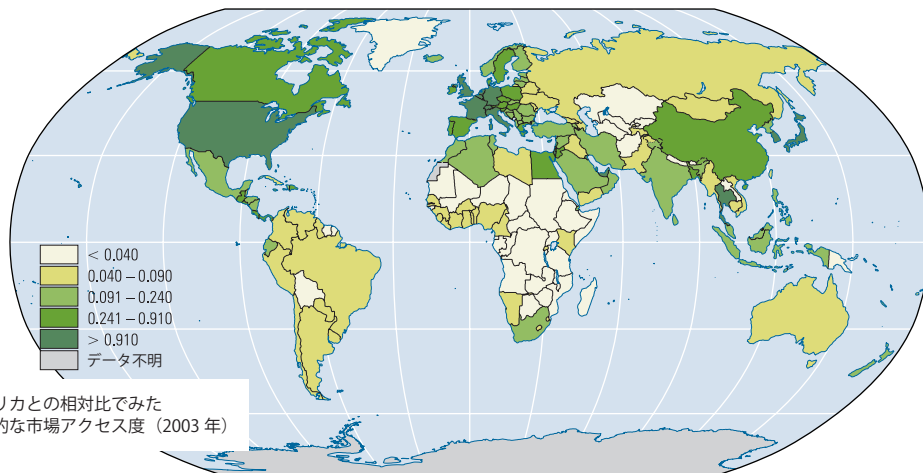 < 0.040
0.040 – 0.090
0.091 – 0.240
0.241 – 0.910
> 0.910
データ不明
リカとの相対比でみた
的な市場アクセス度（2003 年）